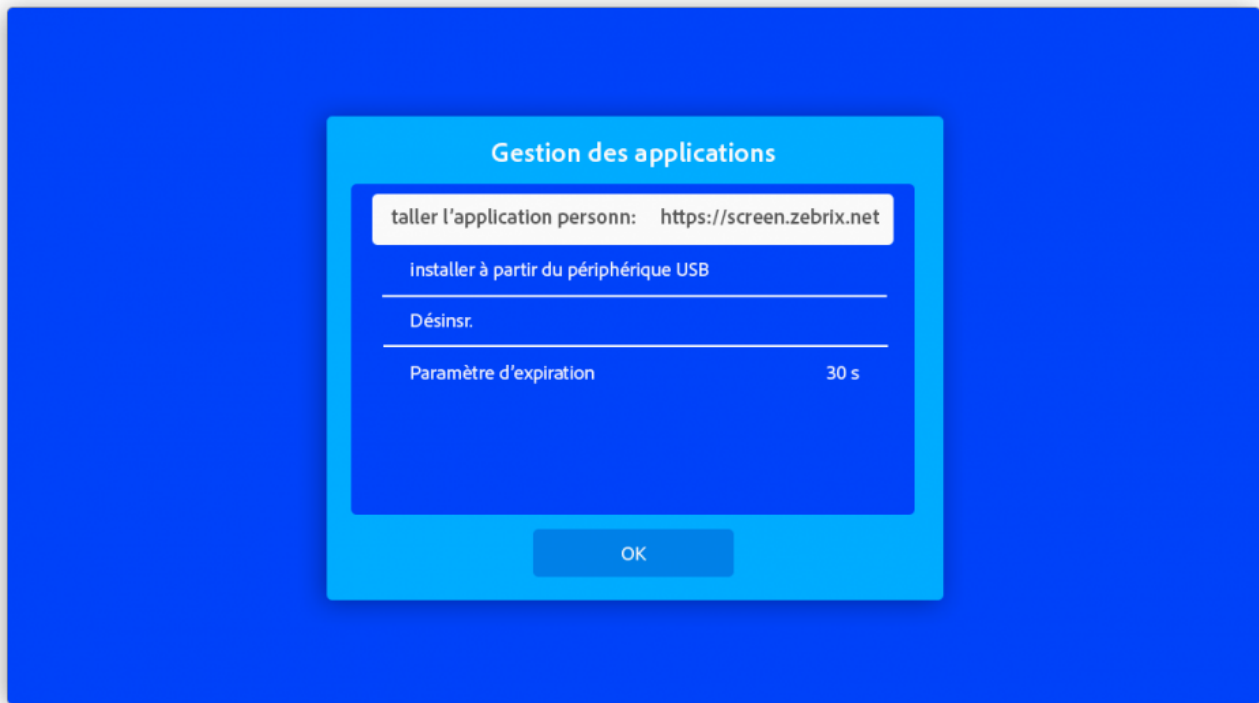 Gestion des applications
taller l'application personn: https://screen.zebrix.net
installer à partir du périphérique USB
Désinsr.
Paramètre d'expiration 30 s
OK